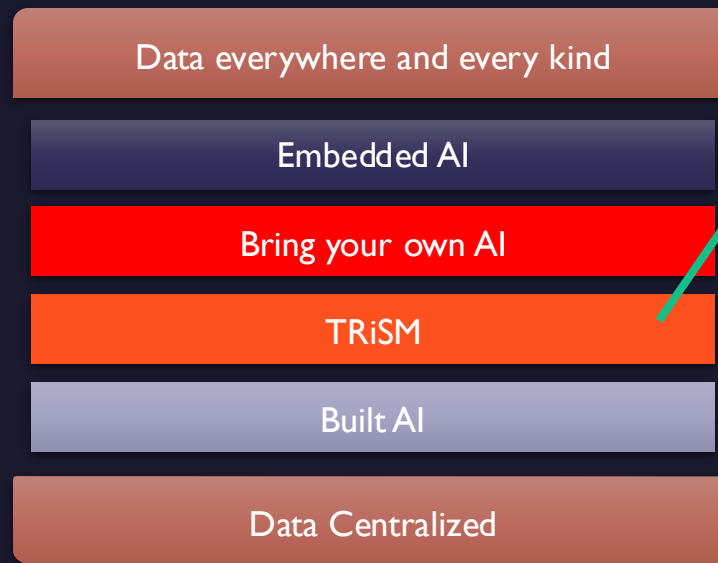 Data everywhere and every kind
Embedded AI
Bring your own AI
TRiSM
Built AI
Data Centralized